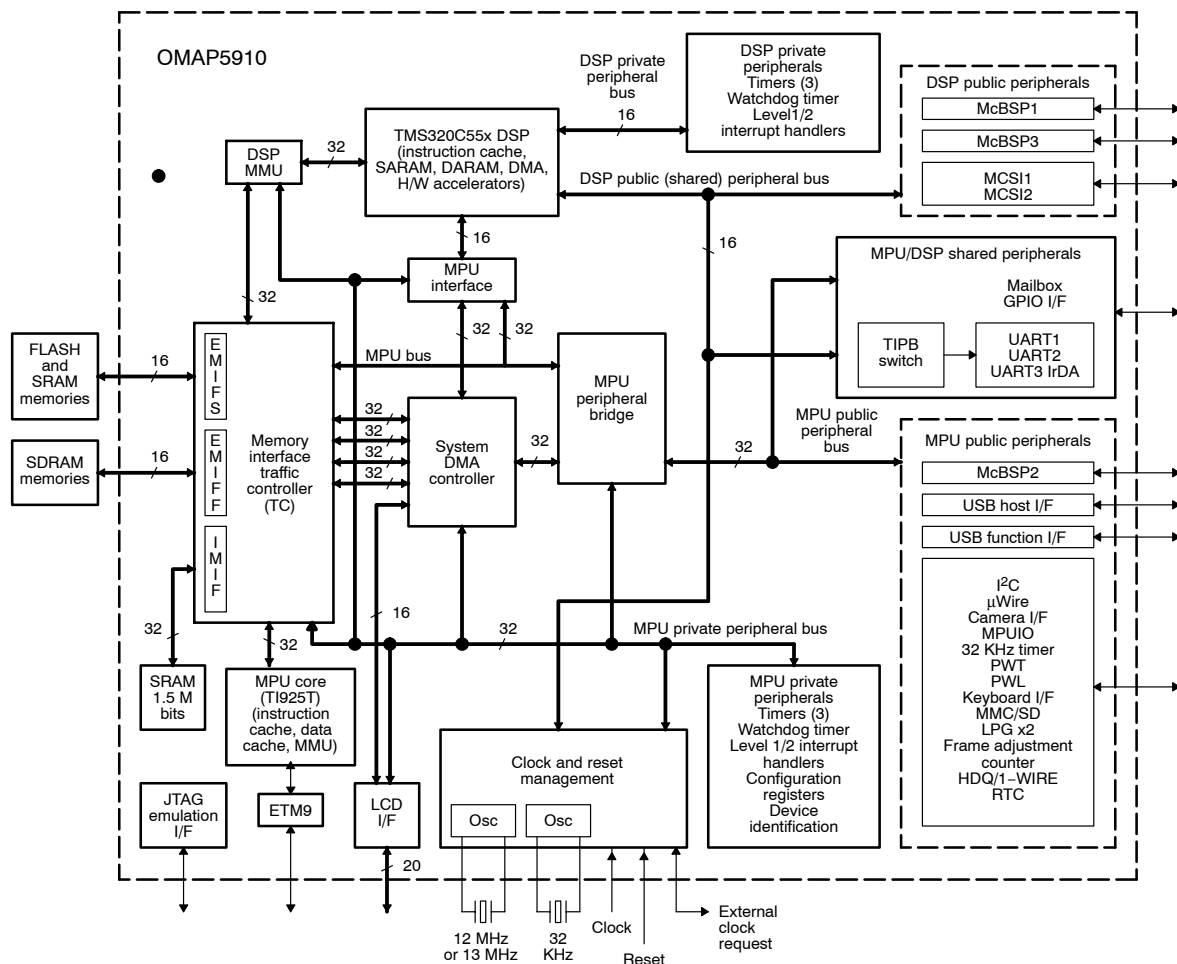 OMAP5910
DSP private
peripheral
bus
16
DSP private
peripherals
Timers (3)
Watchdog timer
Level1/2
interrupt handlers
DSP public peripherals
McBSP1
McBSP3
MCSI1
MCSI2
DSP
MMU
32
TMS320C55x DSP
(instruction cache,
SARAM, DARAM, DMA,
H/W accelerators)
DSP public (shared) peripheral bus
16
16
MPU
interface
32
32
32
MPU/DSP shared peripherals
Mailbox
GPIO I/F
TIPB
switch
UART1
UART2
UART3 IrDA
FLASH and
SRAM
memories
16
SDRAM
memories
16
E
M
I
F
S
E
M
I
F
F
I
M
I
F
Memory
interface
traffic
controller
(TC)
MPU bus
32
32
32
32
System
DMA
controller
32
MPU
peripheral
bridge
32
MPU public
peripheral
bus
MPU public peripherals
McBSP2
USB host I/F
USB function I/F
I2C
µWire
Camera I/F
MPUIO
32 KHz timer
PWT
PWL
Keyboard I/F
MMC/SD
LPG x2
Frame adjustment
counter
HDQ/1−WIRE
RTC
32
32
16
32
MPU private peripheral bus
SRAM
1.5 M
bits
MPU core
(TI925T)
(instruction
cache, data
cache, MMU)
JTAG
emulation
I/F
ETM9
LCD
I/F
20
Clock and reset
management
Osc
Osc
MPU private
peripherals
Timers (3)
Watchdog timer
Level 1/2 interrupt
handlers
Configuration
registers
Device
identification
12 MHz
or 13 MHz
32
KHz
Clock
Reset
External
clock
request